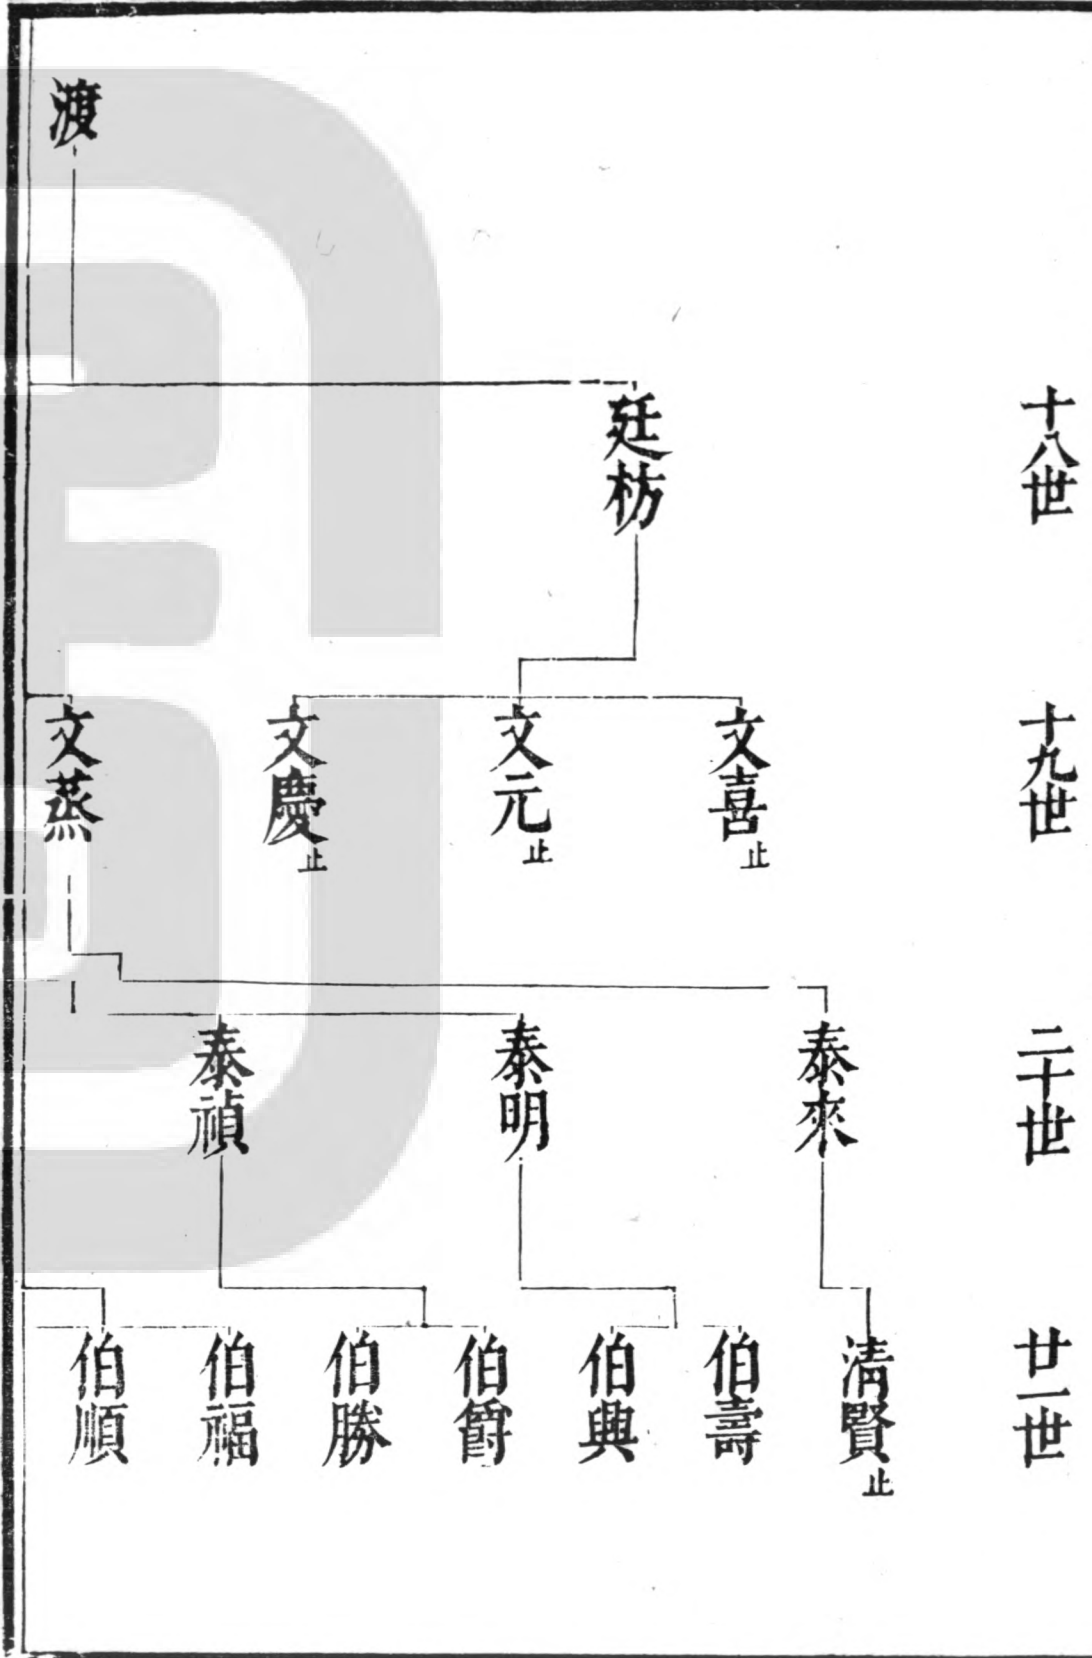 十八世
十九世
二十世
廿一世
渡
廷枋
文喜止
文元止
文慶止
文蒸
泰來
泰明
泰禎
清賢止
伯壽
伯興
伯爵
伯勝
伯福
伯順